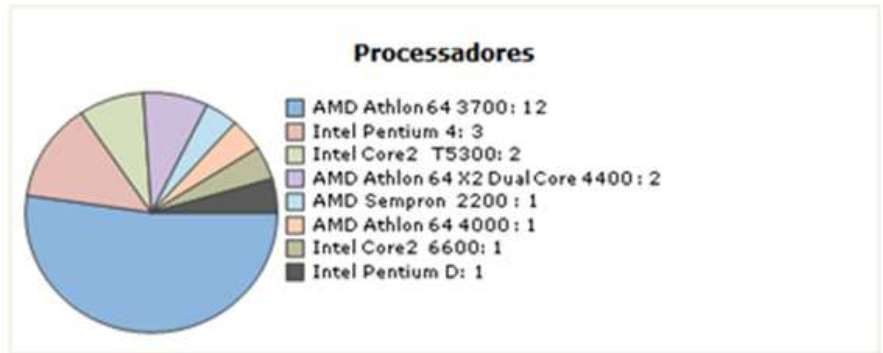 Processadores
AMD Athlon 64 3700: 12
Intel Pentium 4: 3
Intel Core2 T5300: 2
AMD Athlon 64 X2 Dual Core 4400 : 2
AMD Sempron 2200 : 1
AMD Athlon 64 4000 : 1
Intel Core2 6600: 1
Intel Pentium D: 1